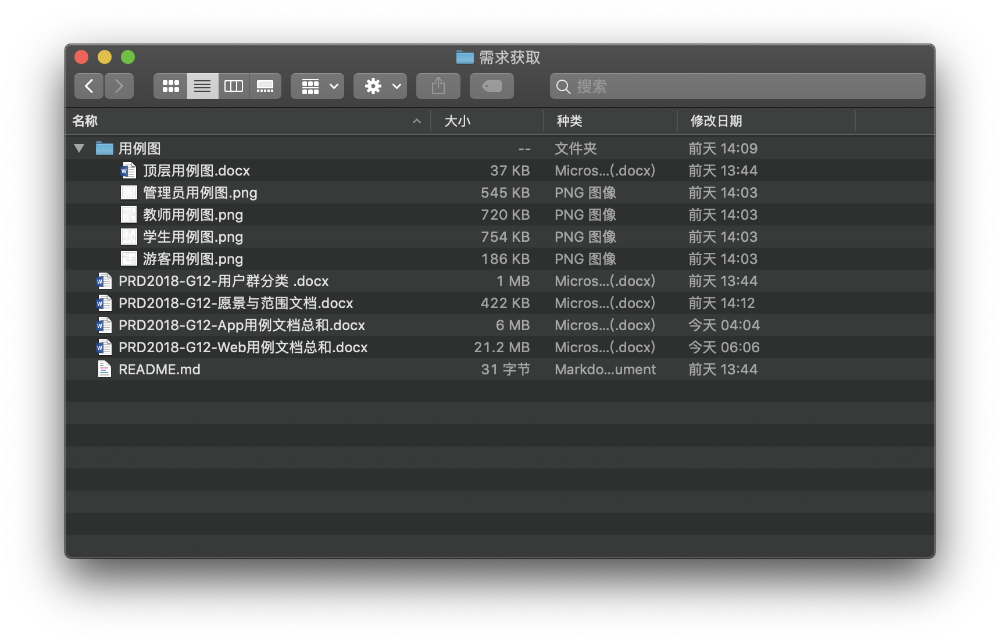 需求获取
搜索
名称 大小 种类 修改日期
用例图 -- 文件夹 前天 14:09
顶层用例图.docx 37 KB Micros...(.docx) 前天 13:44
管理员用例图.png 545 KB PNG 图像 前天 14:03
教师用例图.png 720 KB PNG 图像 前天 14:03
学生用例图.png 754 KB PNG 图像 前天 14:03
游客用例图.png 186 KB PNG 图像 前天 14:03
PRD2018-G12-用户群分类 .docx 1 MB Micros...(.docx) 前天 13:44
PRD2018-G12-愿景与范围文档.docx 422 KB Micros...(.docx) 前天 14:12
PRD2018-G12-App用例文档总和.docx 6 MB Micros...(.docx) 今天 04:04
PRD2018-G12-Web用例文档总和.docx 21.2 MB Micros...(.docx) 今天 06:06
README.md 31 字节 Markdo...ument 前天 13:44